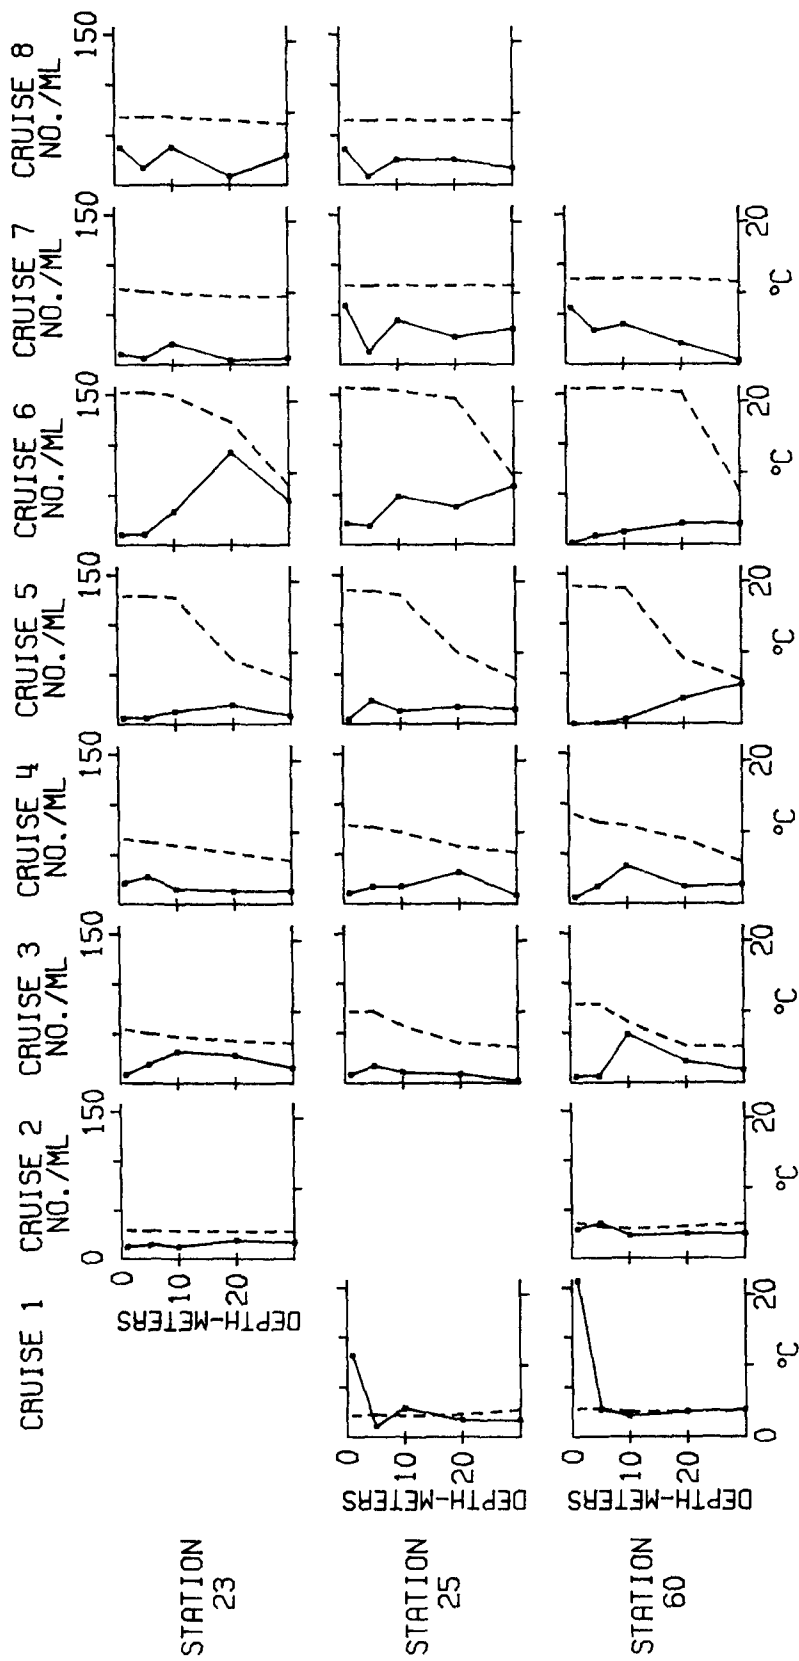 CRUISE 1 CRUISE 2 CRUISE 3 CRUISE 4 CRUISE 5 CRUISE 6 CRUISE 7 CRUISE 8
NO./ML NO./ML NO./ML NO./ML NO./ML NO./ML NO./ML
0 150 150 150 150 150 150 150
STATION
23
DEPTH-METERS
0
10
20
STATION
25
DEPTH-METERS
0
10
20
STATION
60
DEPTH-METERS
0
10
20
0 20 20 20 20 20 20 20
°C °C °C °C °C °C °C